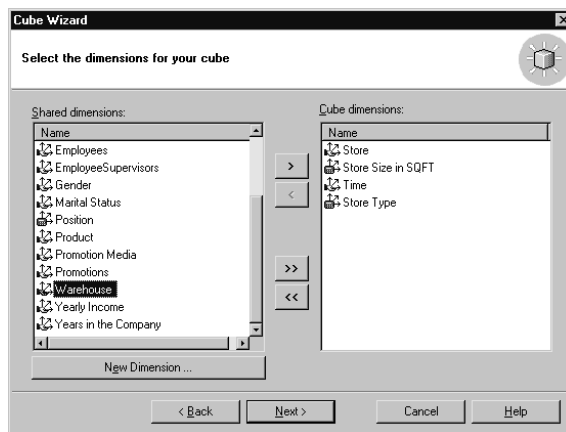 Cube Wizard
Select the dimensions for your cube
Shared dimensions:
Name
Employees
EmployeeSupervisors
Gender
Marital Status
Position
Product
Promotion Media
Promotions
Warehouse
Yearly Income
Years in the Company
New Dimension ...
>
<
>>
<<
Cube dimensions:
Name
Store
Store Size in SQFT
Time
Store Type
< Back
Next >
Cancel
Help